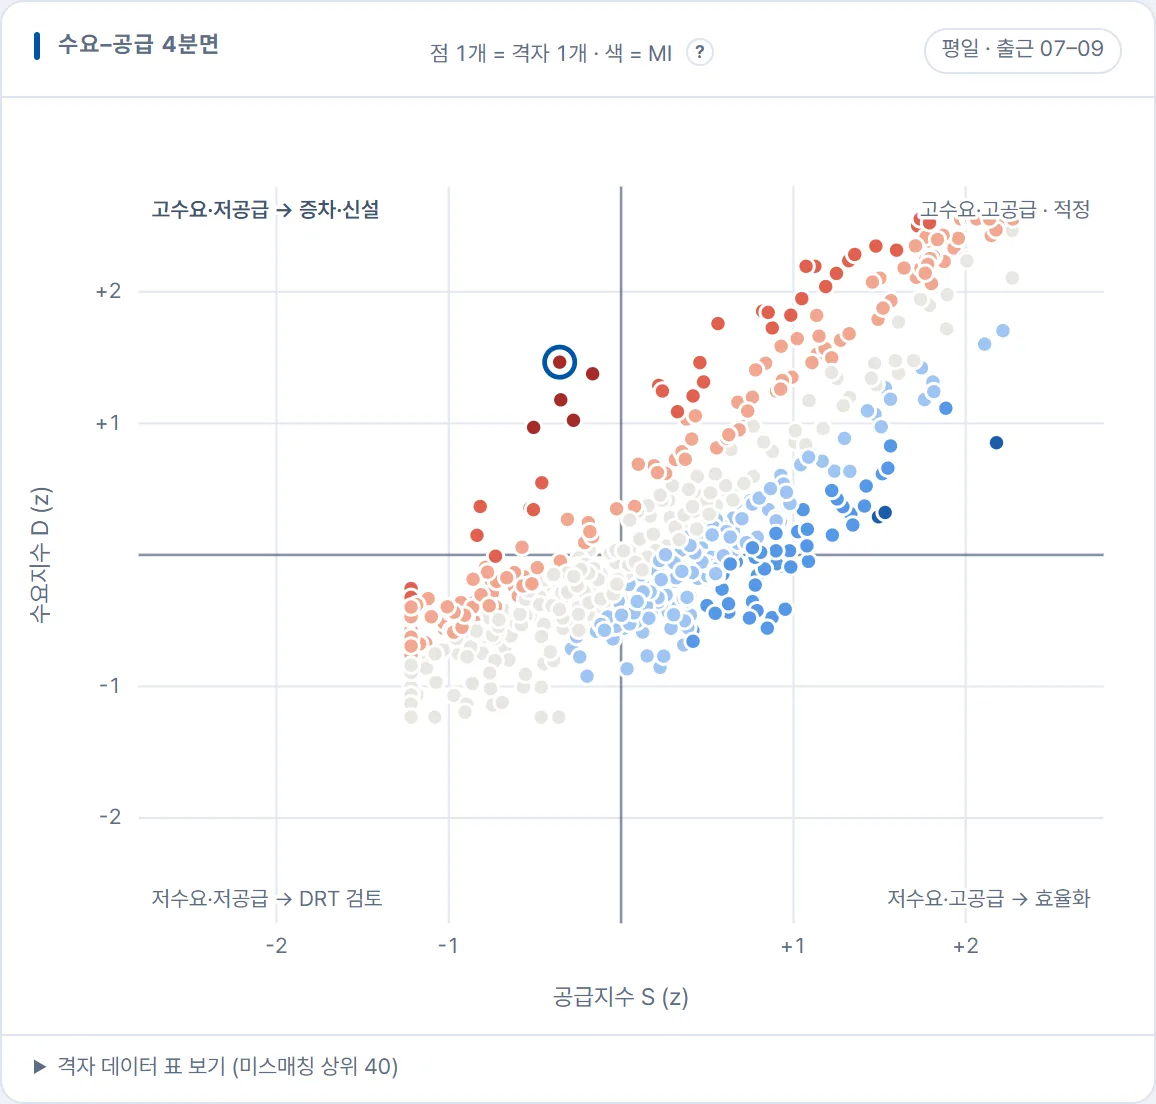 수요–공급 4분면
점 1개 = 격자 1개 · 색 = MI ?
평일 · 출근 07–09
고수요·저공급 → 증차·신설
고수요·고공급 · 적정
+2
+1
-1
-2
수요지수 D (z)
저수요·저공급 → DRT 검토
저수요·고공급 → 효율화
-2
-1
+1
+2
공급지수 S (z)
▶ 격자 데이터 표 보기 (미스매칭 상위 40)